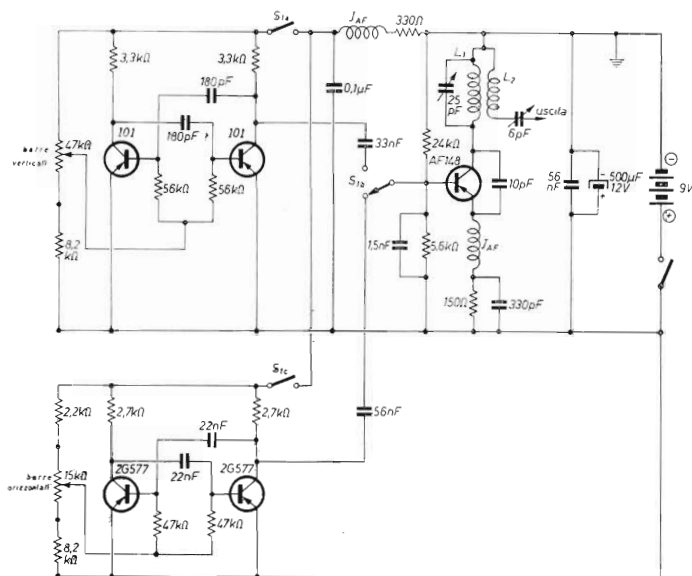 S1a
JAF
330Ω
3,3kΩ
3,3kΩ
180pF
180pF
101
101
barre
verticali
47kΩ
56kΩ
56kΩ
8,2
kΩ
0,1µF
33nF
S1b
24kΩ
AF148
L1
L2
25
pF
uscita
6pF
10pF
1,5nF
5,6kΩ
JAF
150Ω
330pF
56
nF
-
500µF
12V
+
-
9V
+
S1c
2,2kΩ
2,7kΩ
2,7kΩ
22nF
22nF
56nF
barre
orizzontali
15kΩ
2G577
2G577
47kΩ
47kΩ
8,2
kΩ